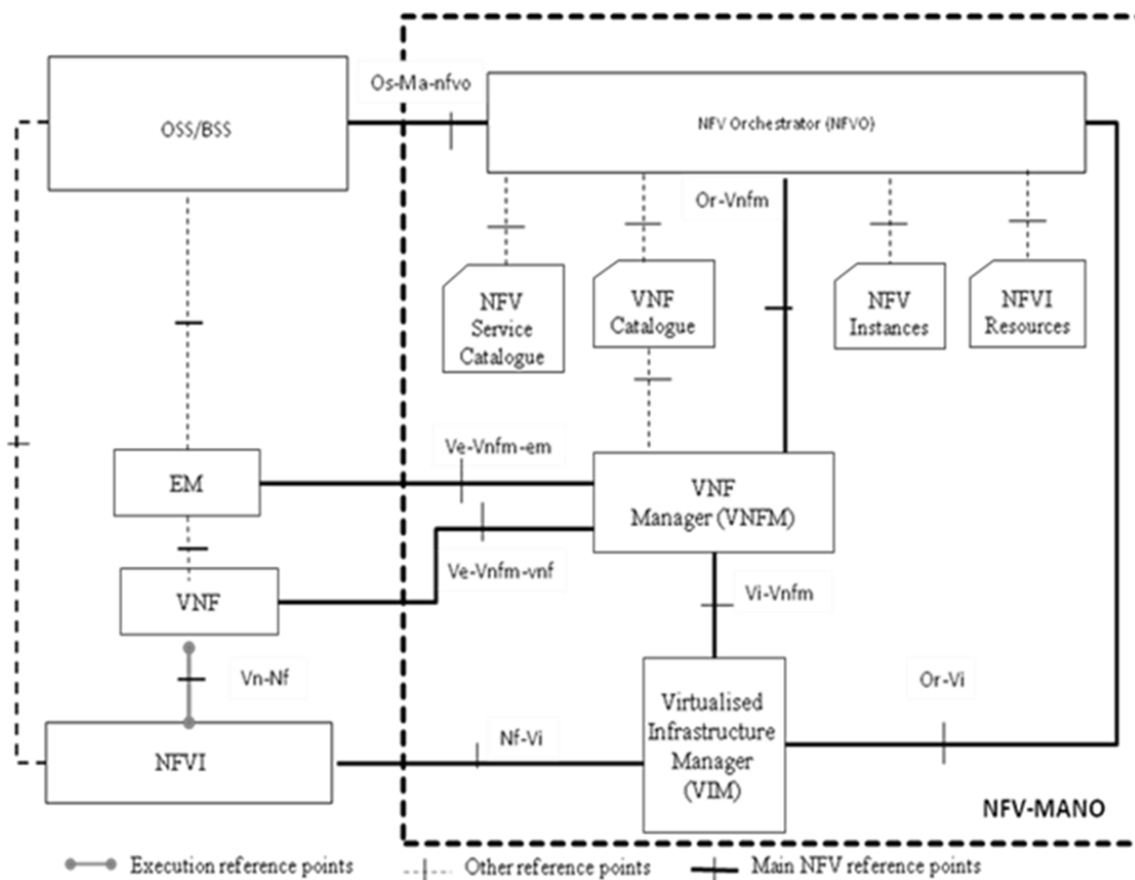 Os-Ma-nfvo
OSS/BSS
NFV Orchestrator (NFVO)
Or-Vnfm
NFV
Service
Catalogue
VNF
Catalogue
NFV
Instances
NFVI
Resources
Ve-Vnfm-em
EM
VNF
Manager (VNFM)
Ve-Vnfm-vnf
VNF
Vi-Vnfm
Vn-Nf
Or-Vi
Virtualised
Infrastructure
Manager
(VIM)
Nf-Vi
NFVI
NFV-MANO
Execution reference points
Other reference points
Main NFV reference points